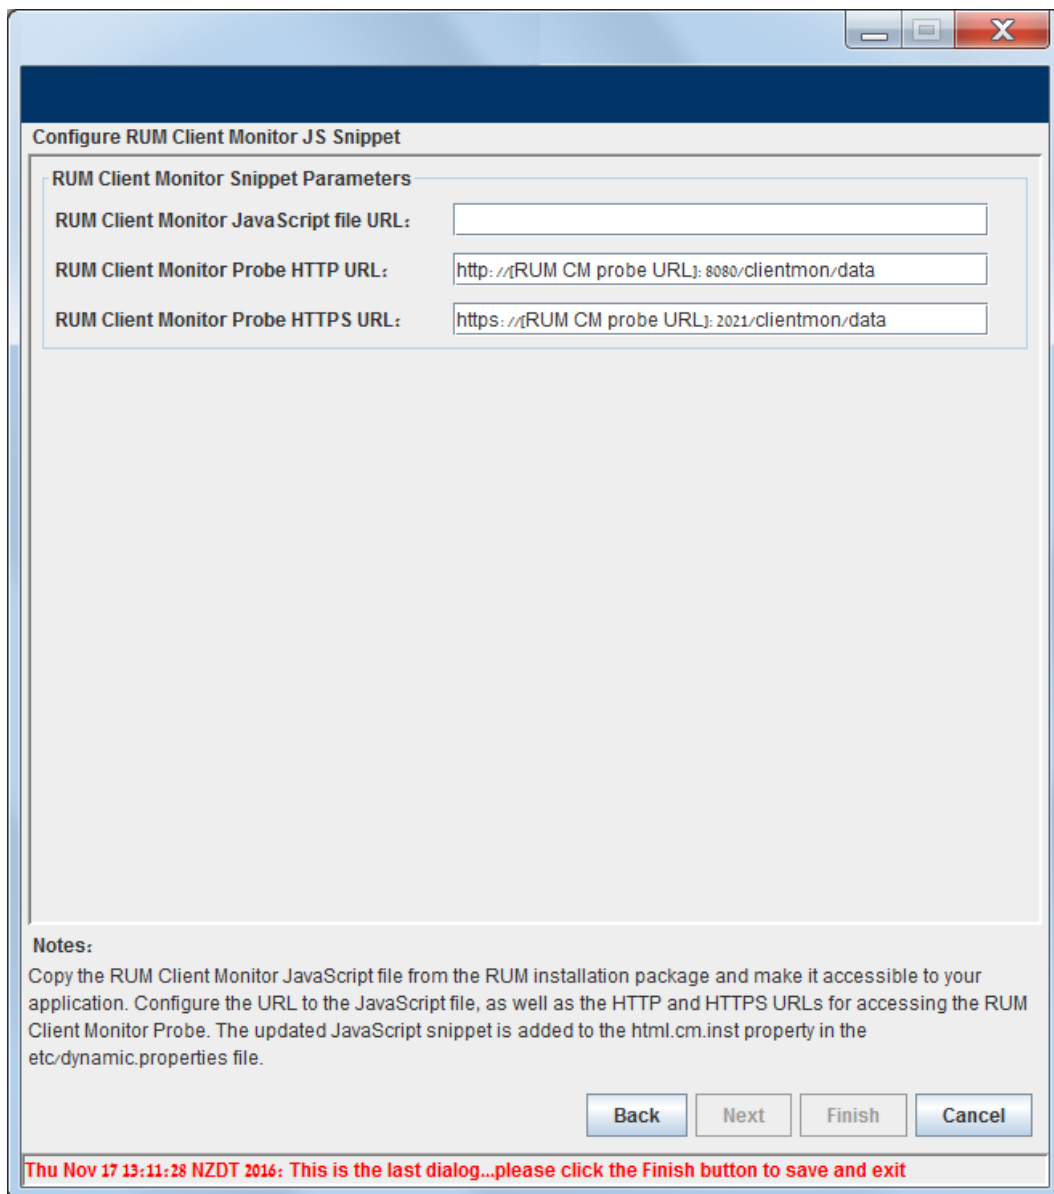 Configure RUM Client Monitor JS Snippet
RUM Client Monitor Snippet Parameters
RUM Client Monitor JavaScript file URL:
RUM Client Monitor Probe HTTP URL: http://[RUM CM probe URL]:8080/clientmon/data
RUM Client Monitor Probe HTTPS URL: https://[RUM CM probe URL]:2021/clientmon/data
Notes:
Copy the RUM Client Monitor JavaScript file from the RUM installation package and make it accessible to your
application. Configure the URL to the JavaScript file, as well as the HTTP and HTTPS URLs for accessing the RUM
Client Monitor Probe. The updated JavaScript snippet is added to the html.cm.inst property in the
etc/dynamic.properties file.
Back Next Finish Cancel
Thu Nov 17 13:11:28 NZDT 2016: This is the last dialog...please click the Finish button to save and exit